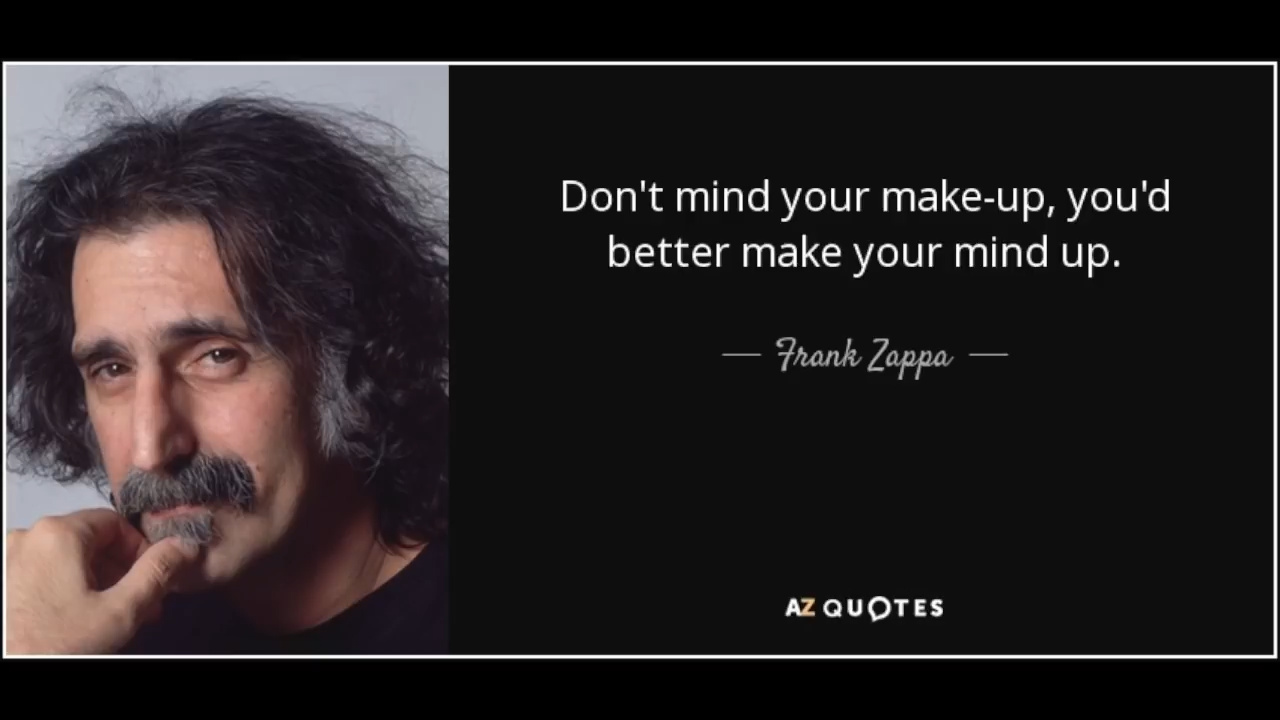 Don't mind your make-up, you'd
better make your mind up.
— Frank Zappa —
AZ QUOTES